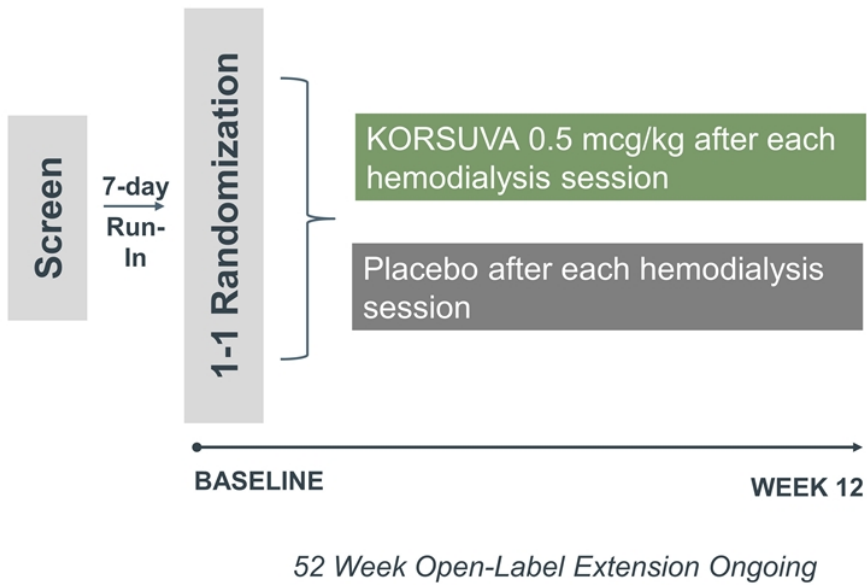 Screen
7-day
Run-
In
1-1 Randomization
KORSUVA 0.5 mcg/kg after each
hemodialysis session
Placebo after each hemodialysis
session
BASELINE
WEEK 12
52 Week Open-Label Extension Ongoing